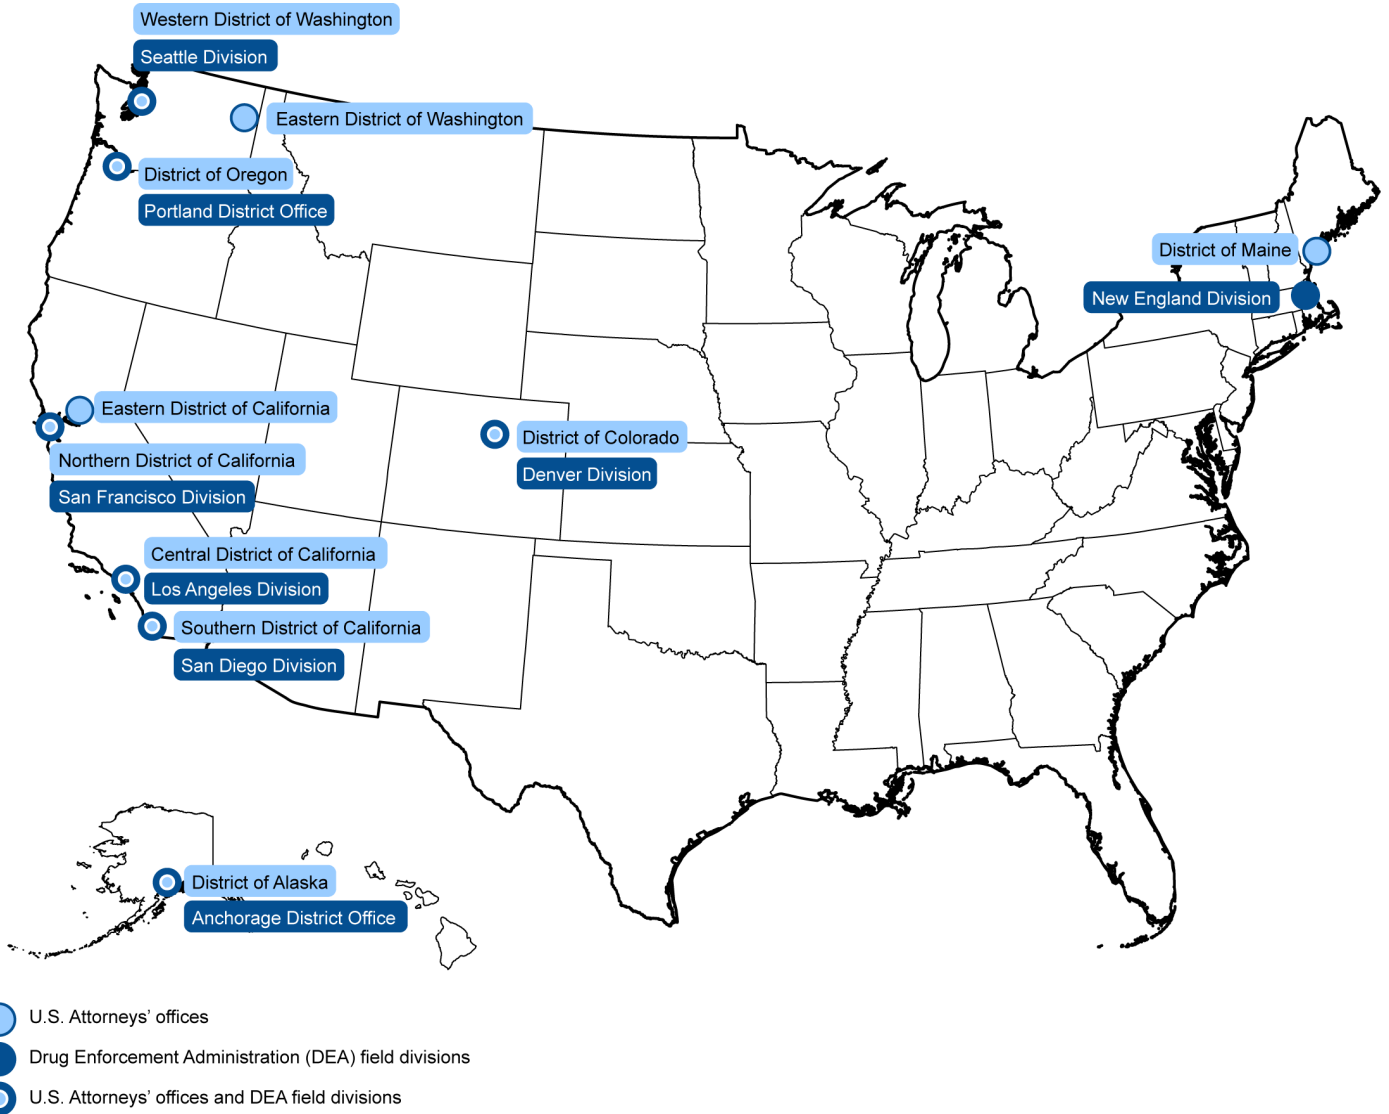 Western District of Washington
Seattle Division
Eastern District of Washington
District of Oregon
Portland District Office
District of Maine
New England Division
Eastern District of California
Northern District of California
San Francisco Division
District of Colorado
Denver Division
Central District of California
Los Angeles Division
Southern District of California
San Diego Division
District of Alaska
Anchorage District Office
U.S. Attorneys’ offices
Drug Enforcement Administration (DEA) field divisions
U.S. Attorneys’ offices and DEA field divisions